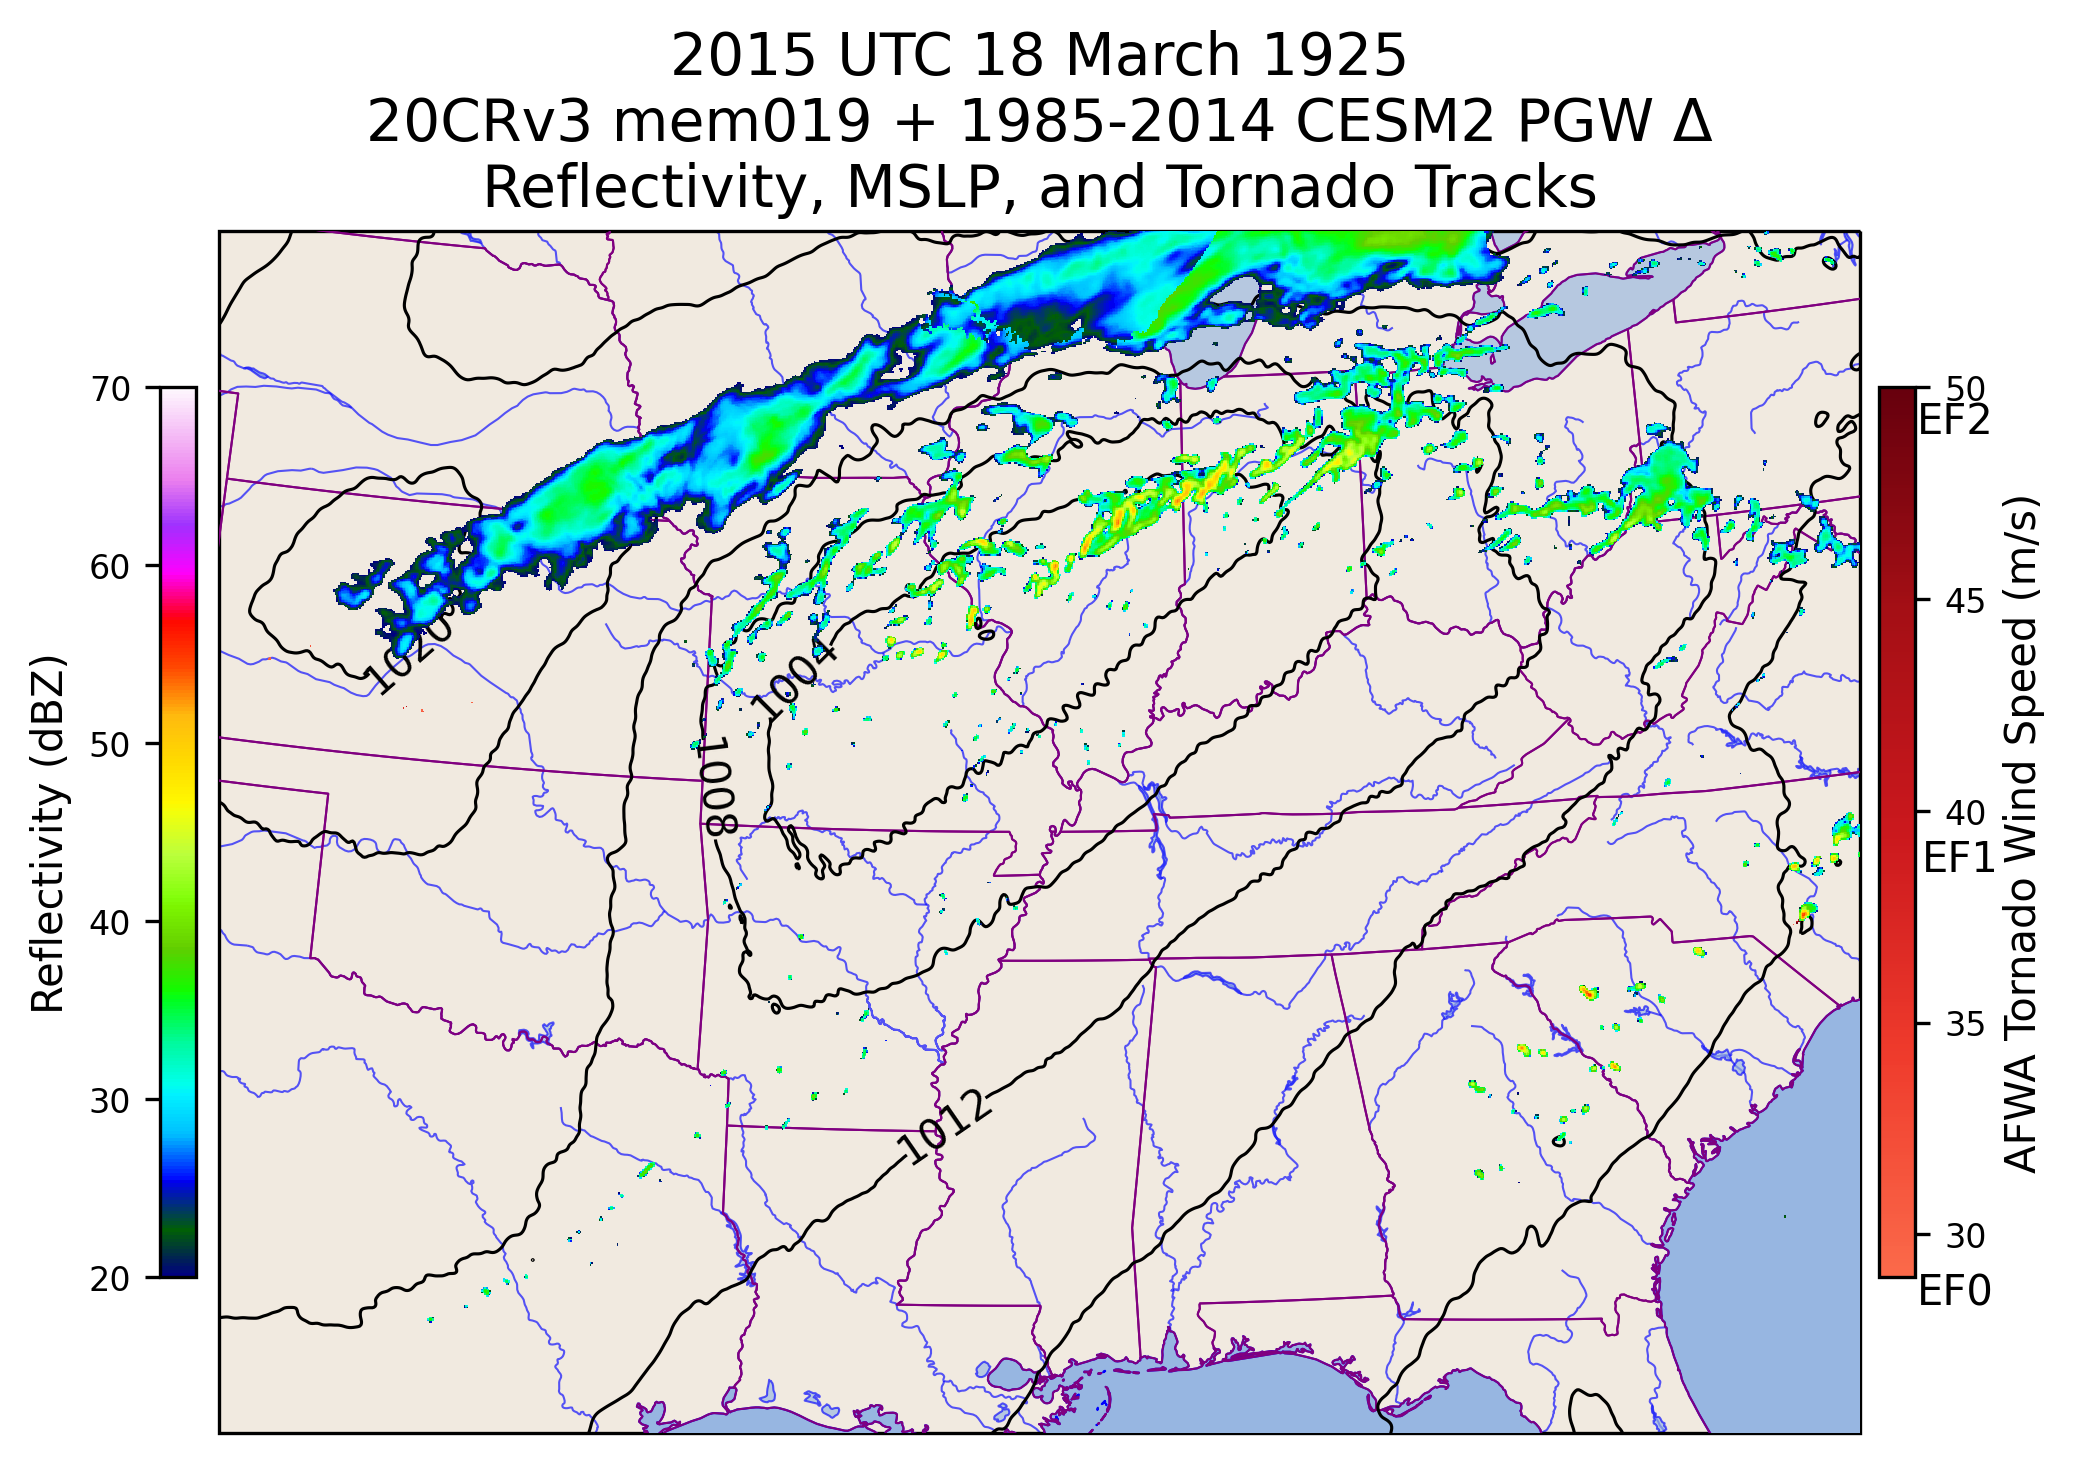 2015 UTC 18 March 1925
20CRv3 mem019 + 1985-2014 CESM2 PGW Δ
Reflectivity, MSLP, and Tornado Tracks
70
60
50
40
30
20
Reflectivity (dBZ)
1020
1004
1008
1012
50
EF2
45
40
EF1
35
30
EF0
AFWA Tornado Wind Speed (m/s)